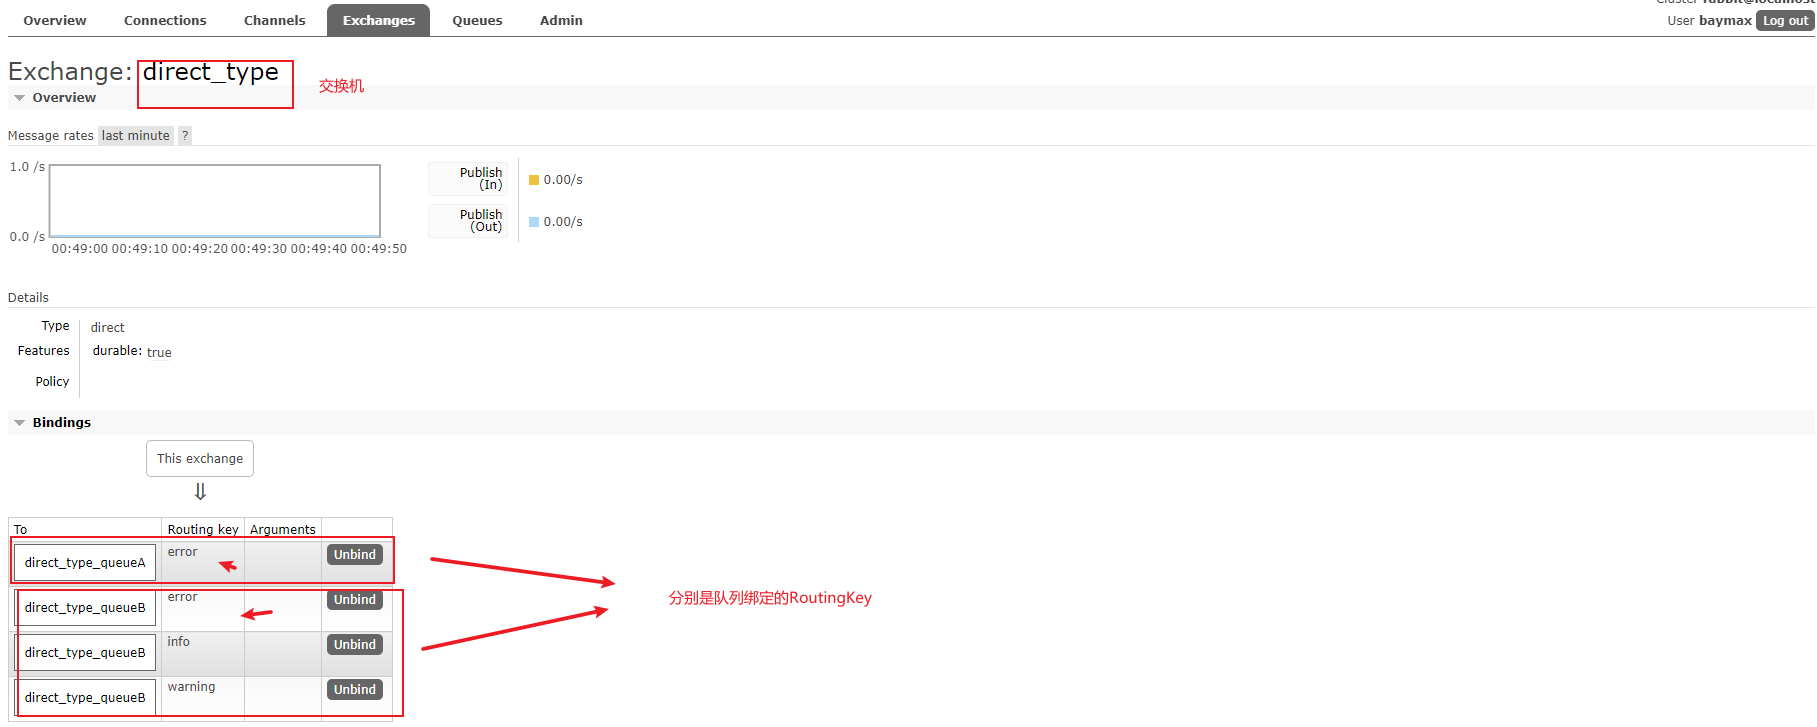 Overview Connections Channels Exchanges Queues Admin
User baymax Log out
Exchange: direct_type
交换机
Overview
Message rates last minute ?
1.0 /s
0.0 /s
00:49:00 00:49:10 00:49:20 00:49:30 00:49:40 00:49:50
Publish (In) 0.00/s
Publish (Out) 0.00/s
Details
Type direct
Features durable: true
Policy
Bindings
This exchange
⇓
To Routing key Arguments
direct_type_queueA error Unbind
direct_type_queueB error Unbind
direct_type_queueB info Unbind
direct_type_queueB warning Unbind
分别是队列绑定的RoutingKey